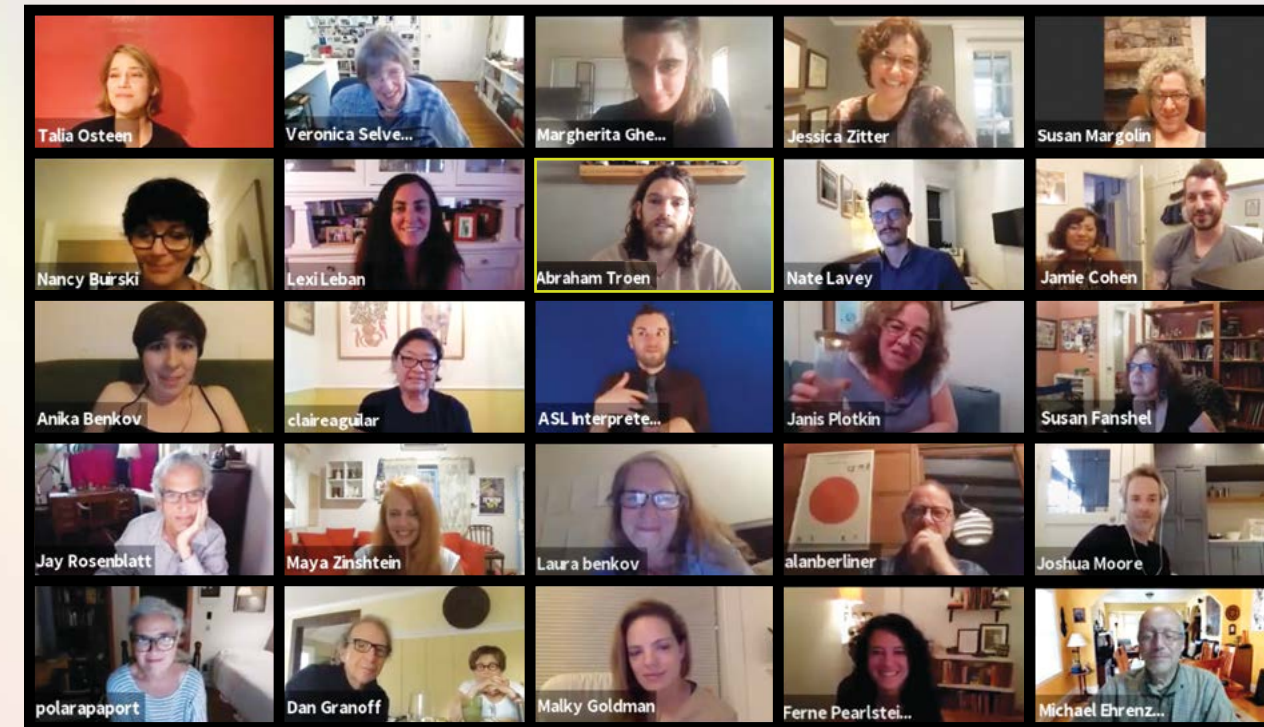 Talia Osteen
Veronica Selve...
Margherita Ghe...
Jessica Zitter
Susan Margolin
Nancy Buirski
Lexi Leban
Abraham Troen
Nate Lavey
Jamie Cohen
Anika Benkov
claireaguilar
ASL Interprete...
Janis Plotkin
Susan Fanshel
Jay Rosenblatt
Maya Zinshtein
Laura benkov
alanberliner
Joshua Moore
polarapaport
Dan Granoff
Malky Goldman
Ferne Pearlstei...
Michael Ehrenz...